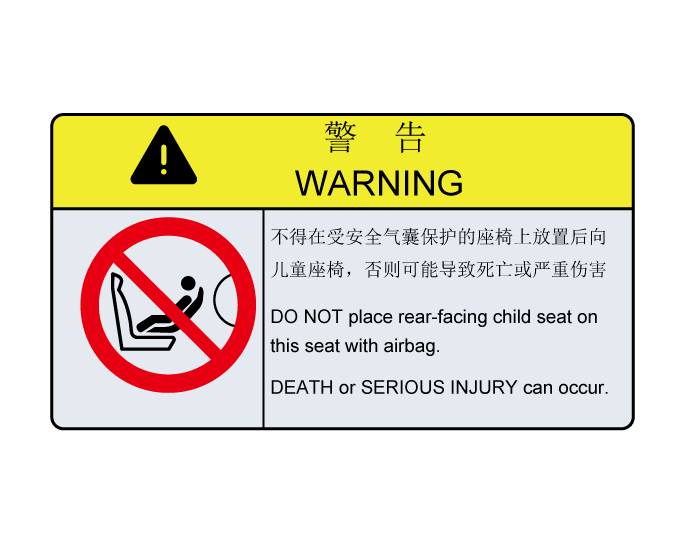 警 告
WARNING
不得在受安全气囊保护的座椅上放置后向
儿童座椅，否则可能导致死亡或严重伤害
DO NOT place rear-facing child seat on
this seat with airbag.
DEATH or SERIOUS INJURY can occur.